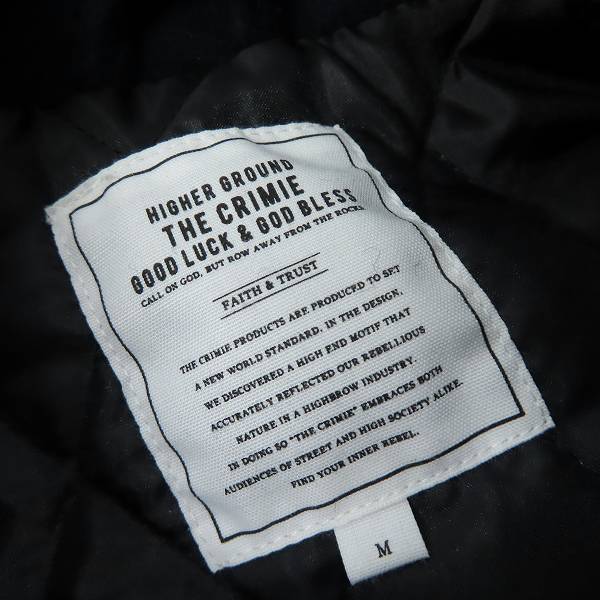 HIGHER GROUND
THE CRIMIE
GOOD LUCK & GOD BLESS
CALL ON GOD, BUT ROW AWAY FROM THE ROCKS
FAITH & TRUST
THE CRIMIE PRODUCTS ARE PRODUCED TO SET
A NEW WORLD STANDARD. IN THE DESIGN,
WE DISCOVERED A HIGH END MOTIF THAT
ACCURATELY REFLECTED OUR REBELLIOUS
NATURE IN A HIGHBROW INDUSTRY.
IN DOING SO "THE CRIMIE" EMBRACES BOTH
AUDIENCES OF STREET AND HIGH SOCIETY ALIKE.
FIND YOUR INNER REBEL..
M